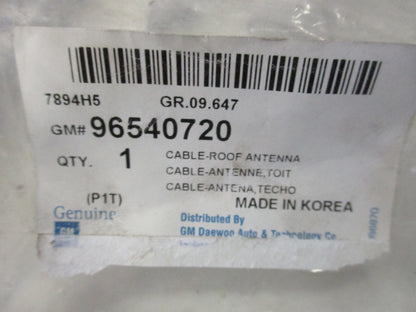 7894H5 GR.09.647
GM# 96540720
QTY. 1 CABLE-ROOF ANTENNA
CABLE-ANTENNE,TOIT
CABLE-ANTENA,TECHO
(P1T) MADE IN KOREA
Genuine
GM
Distributed By
GM Daewoo Auto & Technology Co